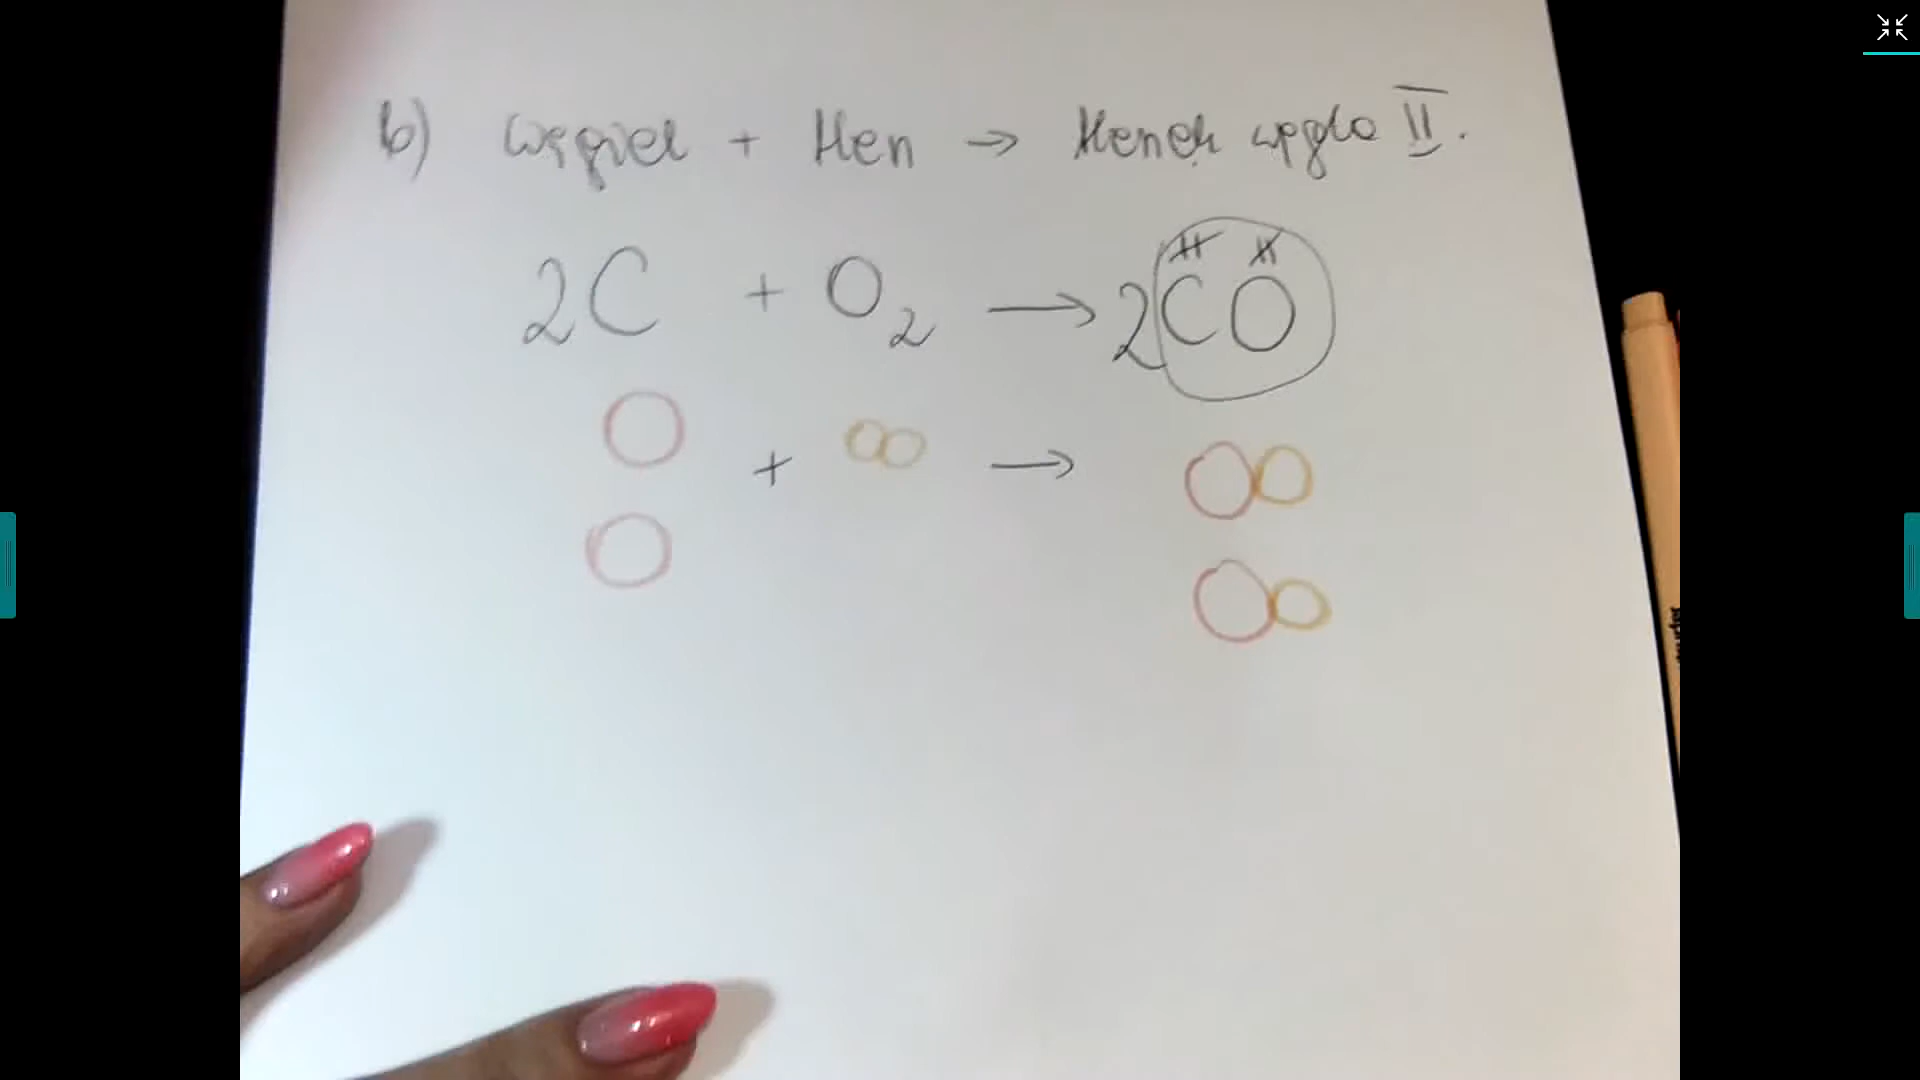 b) Węgiel + tlen → tlenek węgla II.
2C + O₂ → 2CO
II II
+ →